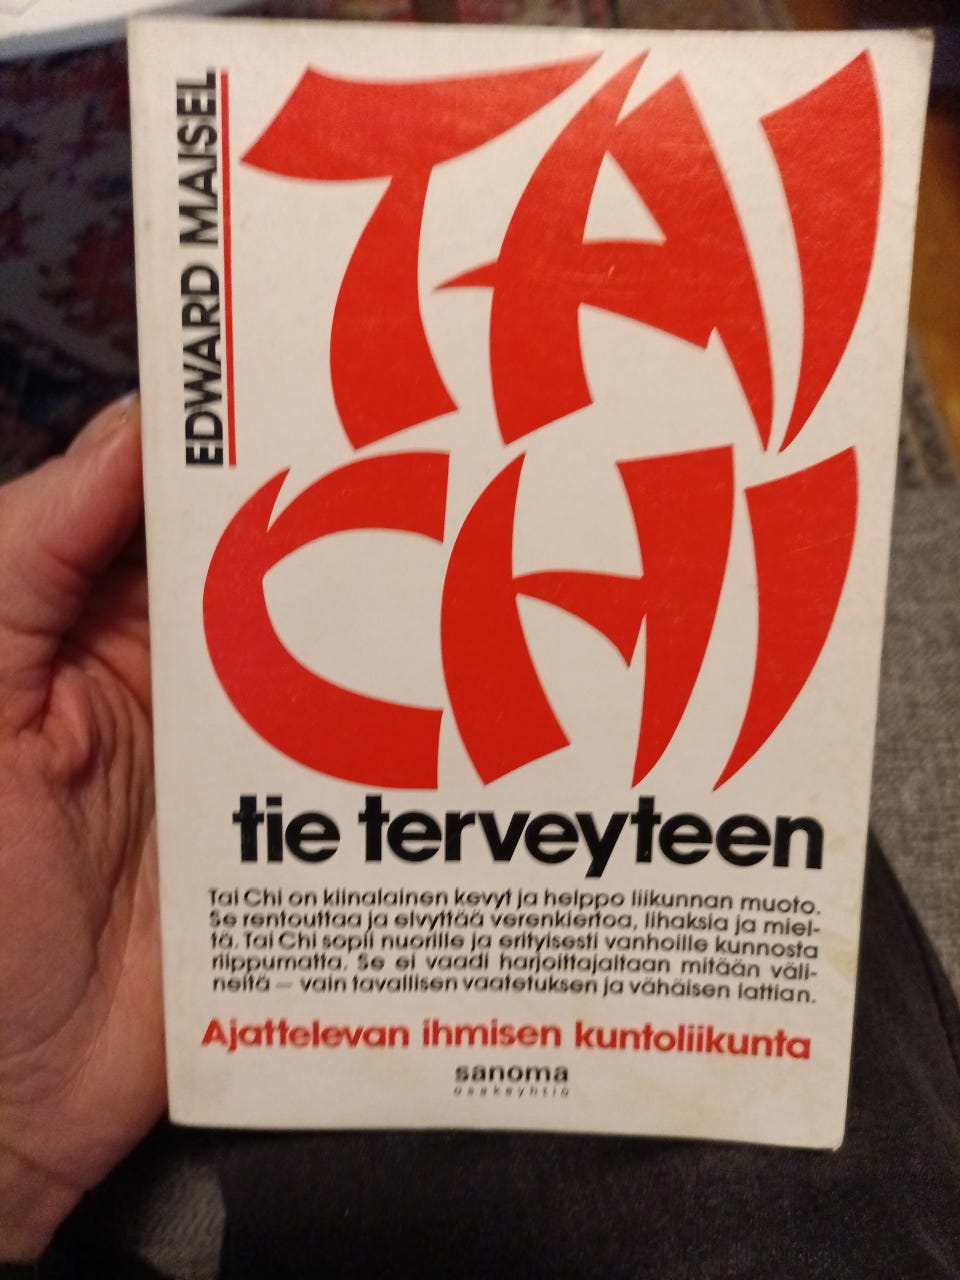 EDWARD MAISEL
TAI
CHI
tie terveyteen
Tai Chi on kiinalainen kevyt ja helppo liikunnan muoto.
Se rentouttaa ja elvyttää verenkiertoa, lihaksia ja miel-
tä. Tai Chi sopii nuorille ja erityisesti vanhoille kunnosta
riippumatta. Se ei vaadi harjoittajaltaan mitään väli-
neitä – vain tavallisen vaatetuksen ja vähäisen lattian.
Ajattelevan ihmisen kuntoliikunta
sanoma
osakeyhtiö